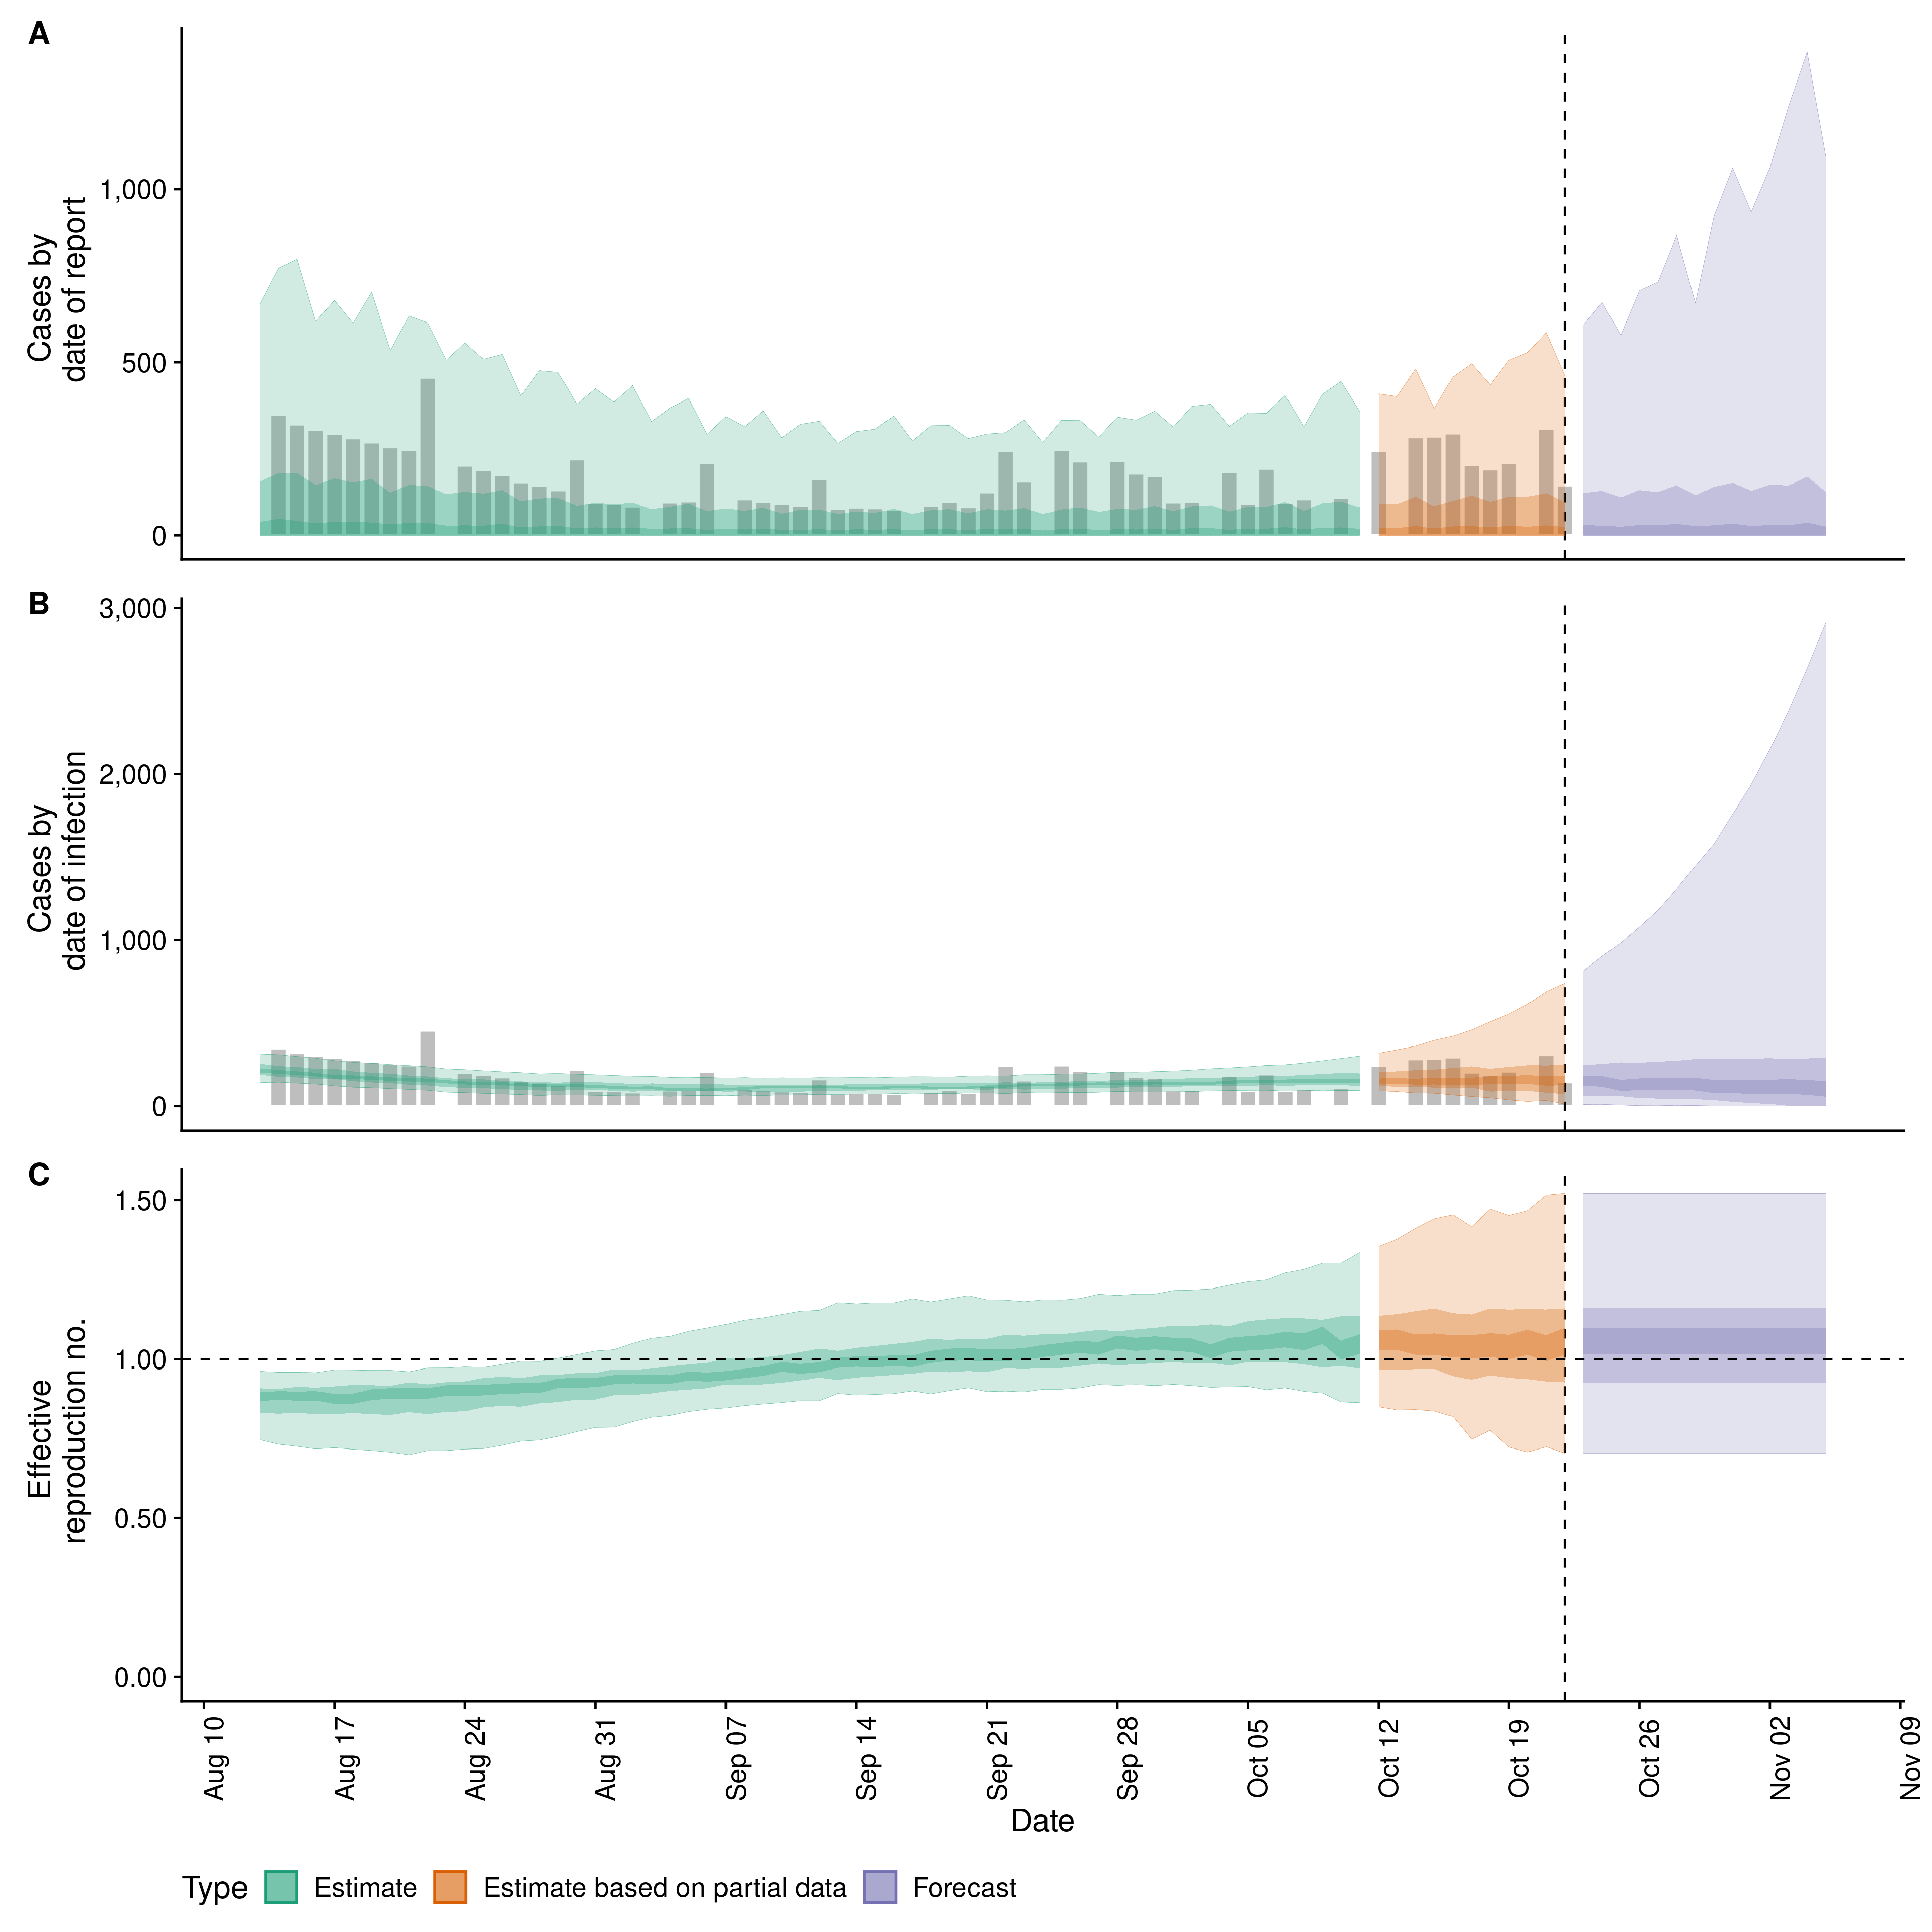 A
Cases by
date of report
1,000
500
0
B
Cases by
date of infection
3,000
2,000
1,000
0
C
Effective
reproduction no.
1.50
1.00
0.50
0.00
Aug 10
Aug 17
Aug 24
Aug 31
Sep 07
Sep 14
Sep 21
Sep 28
Oct 05
Oct 12
Oct 19
Oct 26
Nov 02
Nov 09
Date
Type Estimate Estimate based on partial data Forecast